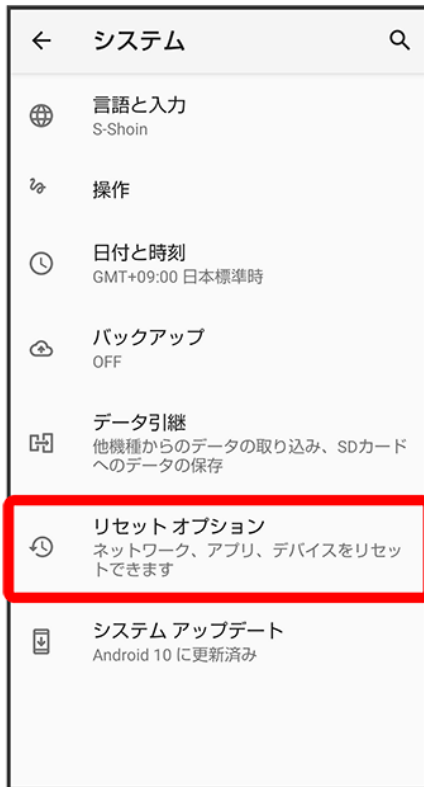 システム
言語と入力
S-Shoin
操作
日付と時刻
GMT+09:00 日本標準時
バックアップ
OFF
データ引継
他機種からのデータの取り込み、SDカード
へのデータの保存
リセット オプション
ネットワーク、アプリ、デバイスをリセッ
トできます
システム アップデート
Android 10 に更新済み